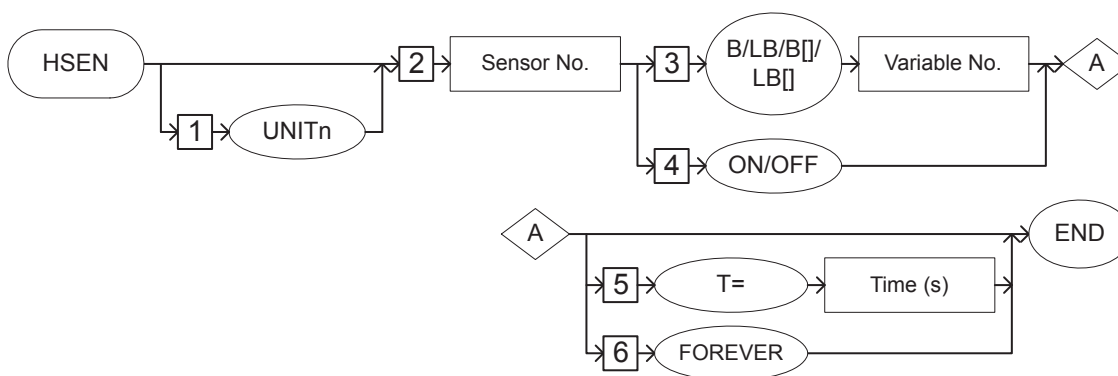 HSEN
1
UNITn
2
Sensor No.
3
B/LB/B[]/
LB[]
Variable No.
A
4
ON/OFF
A
END
5
T=
Time (s)
6
FOREVER